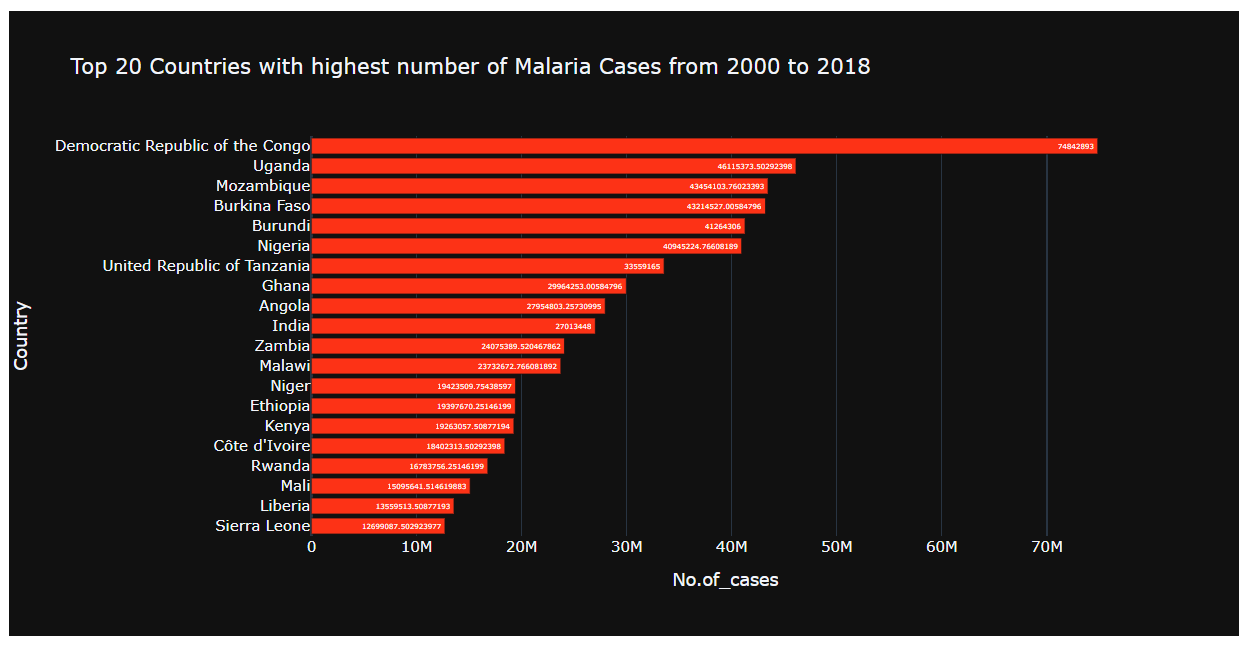 Top 20 Countries with highest number of Malaria Cases from 2000 to 2018
Country
Democratic Republic of the Congo 74842893
Uganda 46115373.50292398
Mozambique 43454103.76023393
Burkina Faso 43214527.00584796
Burundi 41264306
Nigeria 40945224.76608189
United Republic of Tanzania 33559165
Ghana 29964253.00584796
Angola 27954803.25730995
India 27013448
Zambia 24075389.520467862
Malawi 23732672.766081892
Niger 19423509.75438597
Ethiopia 19397670.25146199
Kenya 19263057.50877194
Côte d'Ivoire 18402313.50292398
Rwanda 16783756.25146199
Mali 15095641.514619883
Liberia 13559513.50877193
Sierra Leone 12699087.502923977
0 10M 20M 30M 40M 50M 60M 70M
No.of_cases